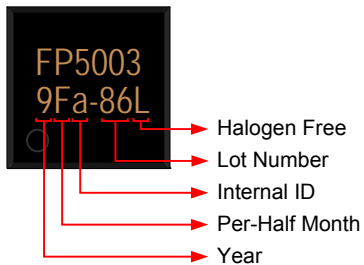 FP5003
9Fa-86L
Halogen Free
Lot Number
Internal ID
Per-Half Month
Year